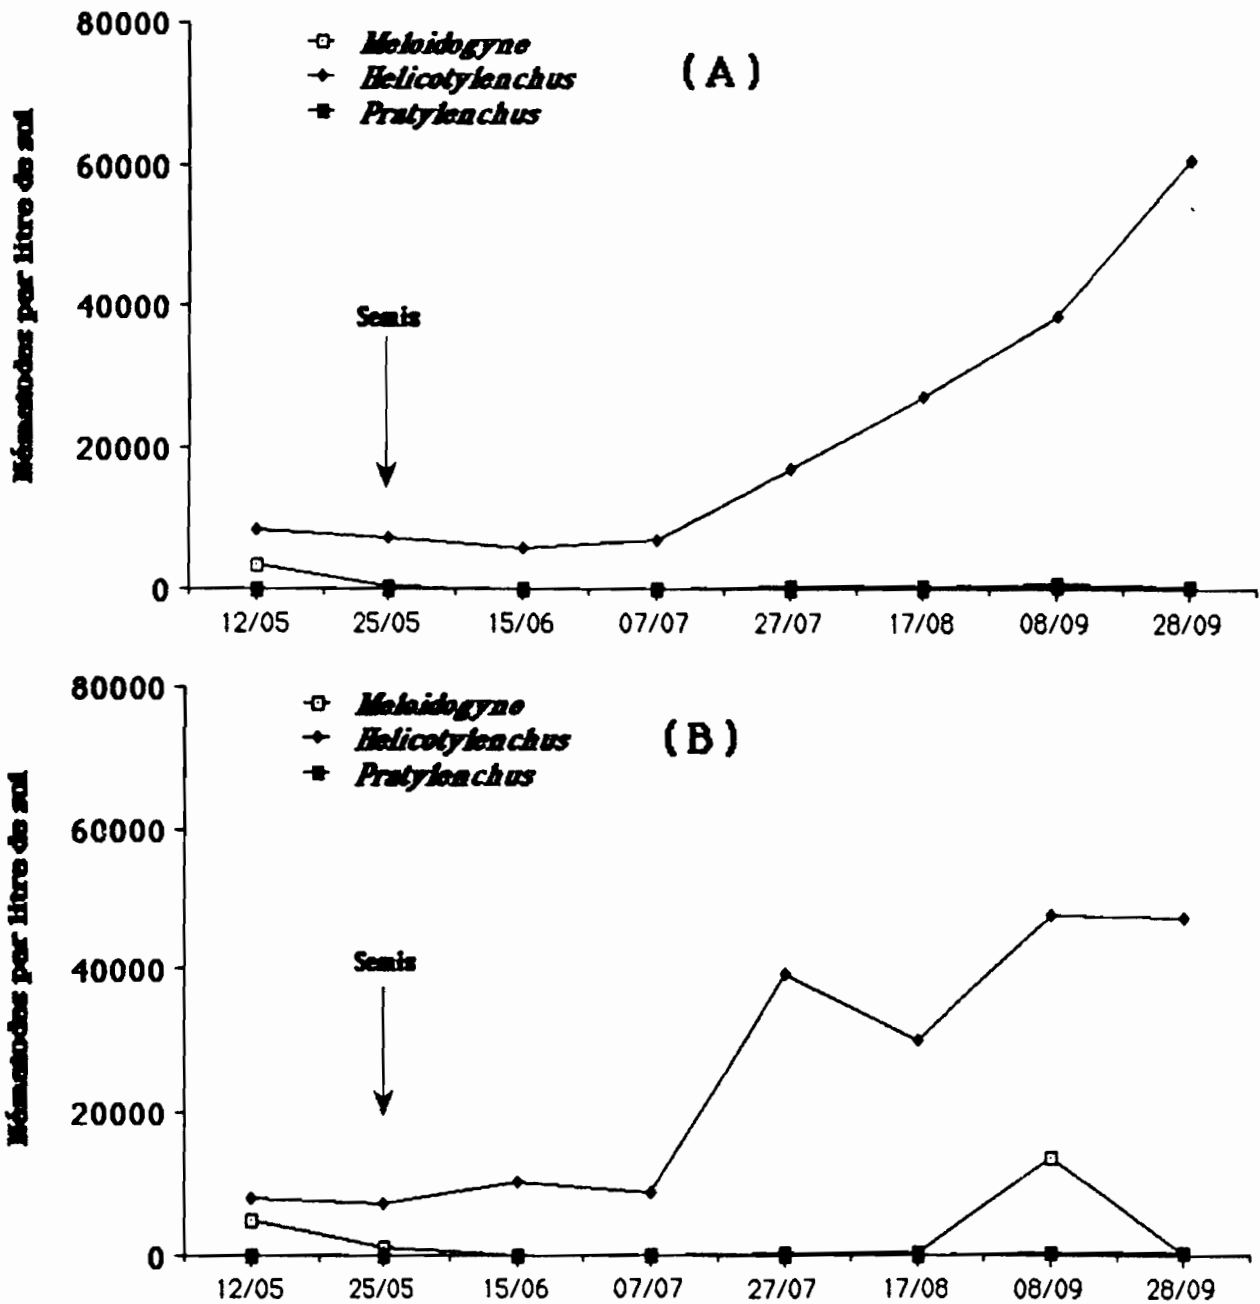 80000
Meloidogyne
Helicotylenchus
Pratylenchus
( A )
Nématodes par litre de sol
60000
40000
Semis
20000
0
12/05 25/05 15/06 07/07 27/07 17/08 08/09 28/09
80000
Meloidogyne
Helicotylenchus
Pratylenchus
( B )
Nématodes par litre de sol
60000
40000
Semis
20000
0
12/05 25/05 15/06 07/07 27/07 17/08 08/09 28/09